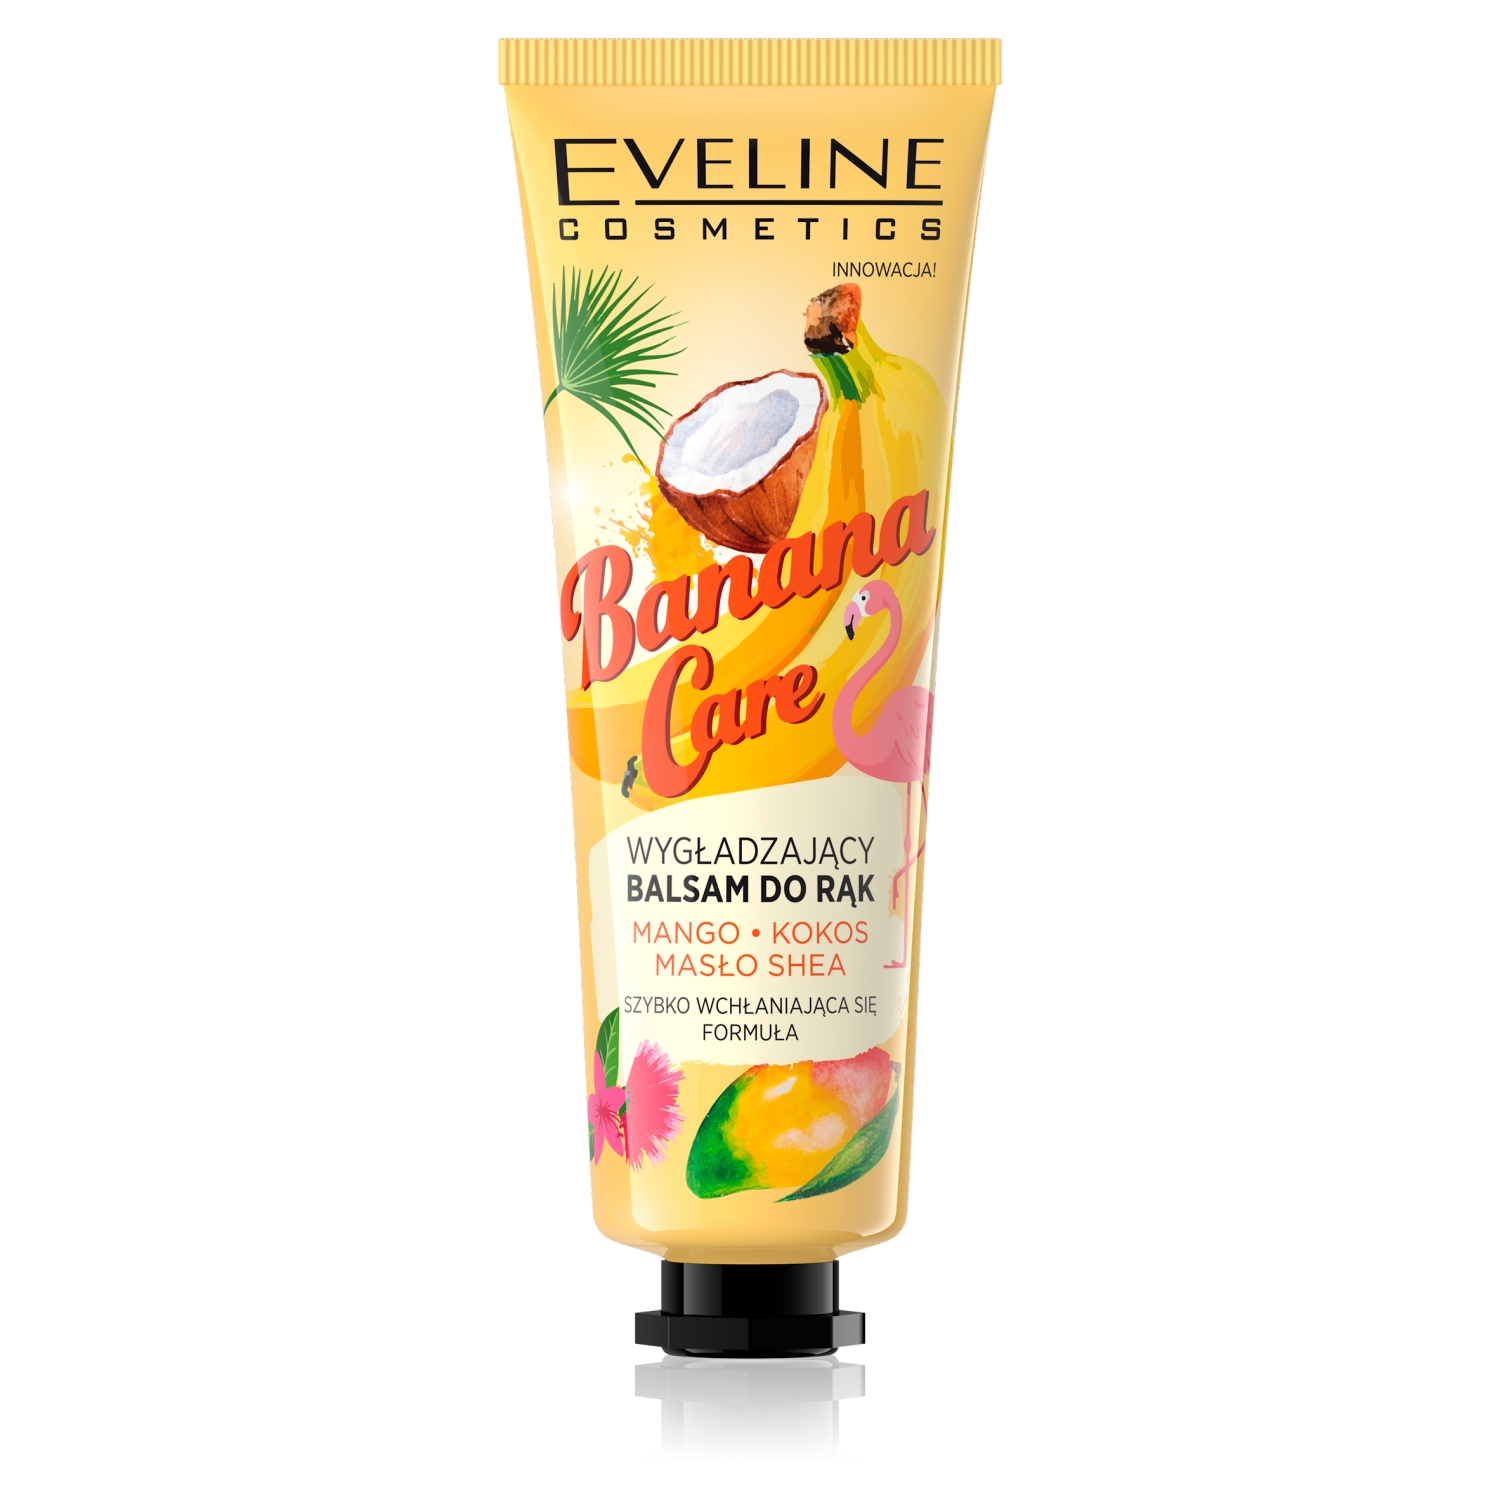 EVELINE
COSMETICS
INNOWACJA!
Banana
Care
WYGŁADZAJĄCY
BALSAM DO RĄK
MANGO • KOKOS
MASŁO SHEA
SZYBKO WCHŁANIAJĄCA SIĘ
FORMUŁA